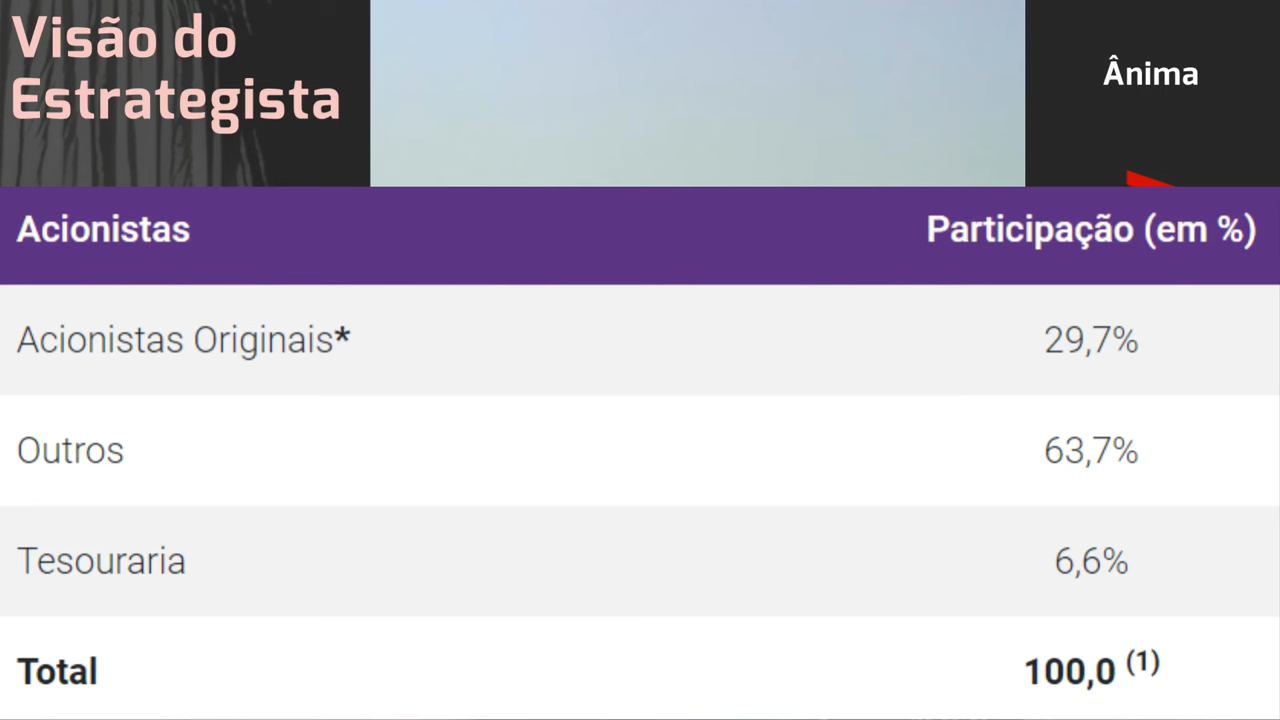 Visão do
Estrategista
Ânima
Acionistas Participação (em %)
Acionistas Originais* 29,7%
Outros 63,7%
Tesouraria 6,6%
Total 100,0 (1)